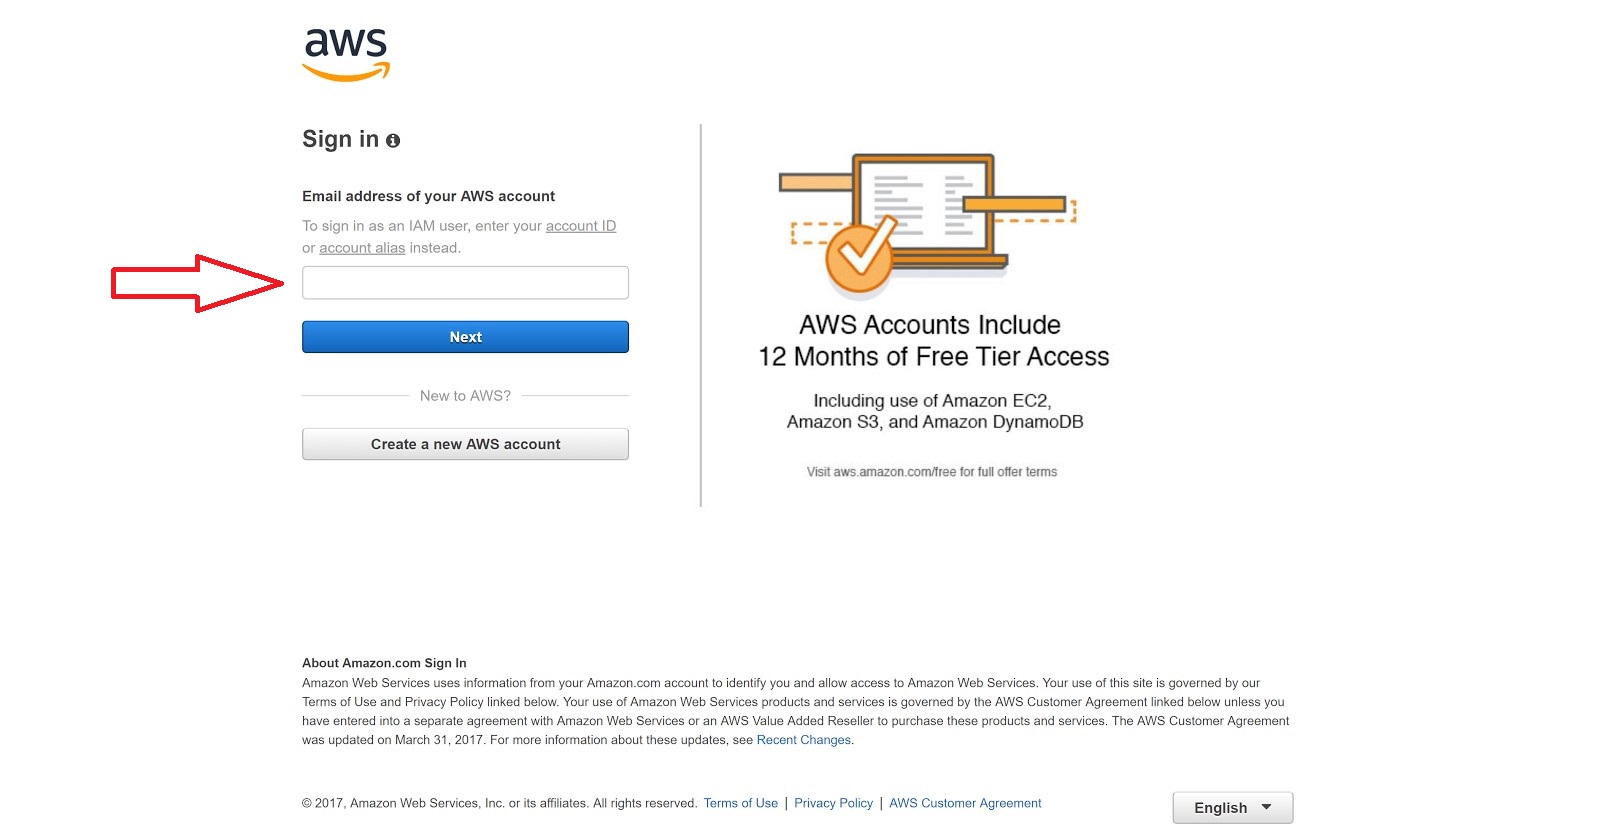 aws
Sign in
Email address of your AWS account
To sign in as an IAM user, enter your account ID
or account alias instead.
Next
New to AWS?
Create a new AWS account
AWS Accounts Include
12 Months of Free Tier Access
Including use of Amazon EC2,
Amazon S3, and Amazon DynamoDB
Visit aws.amazon.com/free for full offer terms
About Amazon.com Sign In
Amazon Web Services uses information from your Amazon.com account to identify you and allow access to Amazon Web Services. Your use of this site is governed by our
Terms of Use and Privacy Policy linked below. Your use of Amazon Web Services products and services is governed by the AWS Customer Agreement linked below unless you
have entered into a separate agreement with Amazon Web Services or an AWS Value Added Reseller to purchase these products and services. The AWS Customer Agreement
was updated on March 31, 2017. For more information about these updates, see Recent Changes.
© 2017, Amazon Web Services, Inc. or its affiliates. All rights reserved. Terms of Use | Privacy Policy | AWS Customer Agreement
English